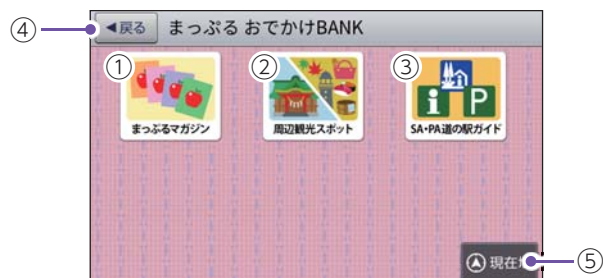 ④
◀戻る
まっぷる おでかけBANK
①
②
③
まっぷるマガジン
周辺観光スポット
SA・PA道の駅ガイド
i
P
現在
⑤